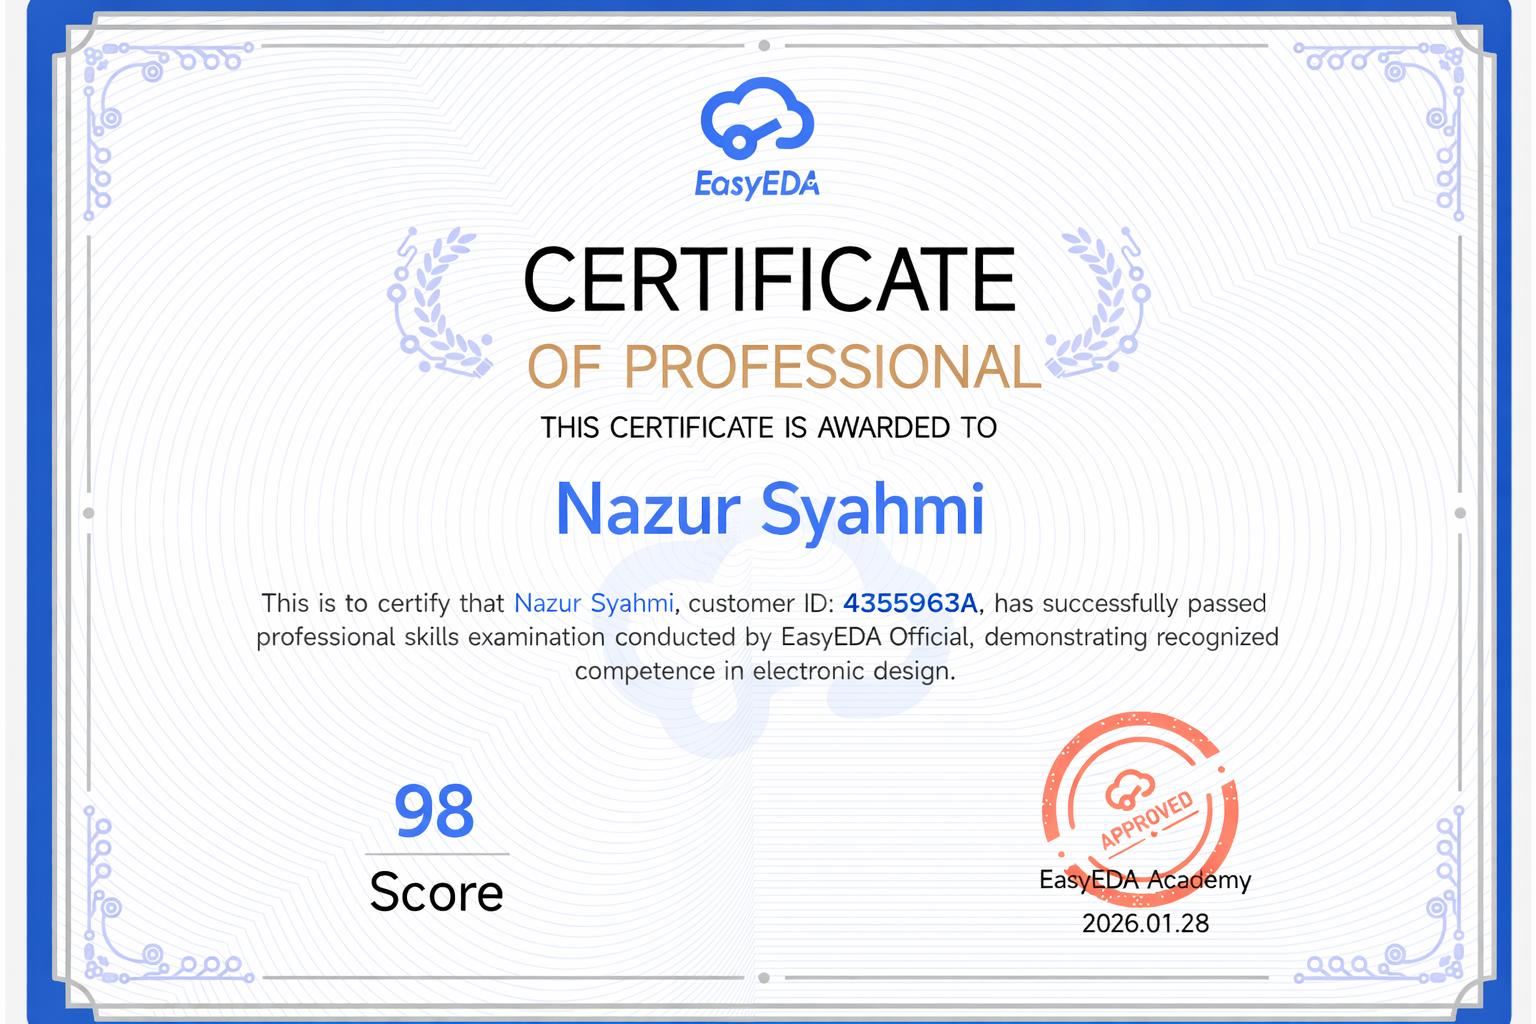 EasyEDA
CERTIFICATE
OF PROFESSIONAL
THIS CERTIFICATE IS AWARDED TO
Nazur Syahmi
This is to certify that Nazur Syahmi, customer ID: 4355963A, has successfully passed
professional skills examination conducted by EasyEDA Official, demonstrating recognized
competence in electronic design.
98
Score
APPROVED
EasyEDA Academy
2026.01.28